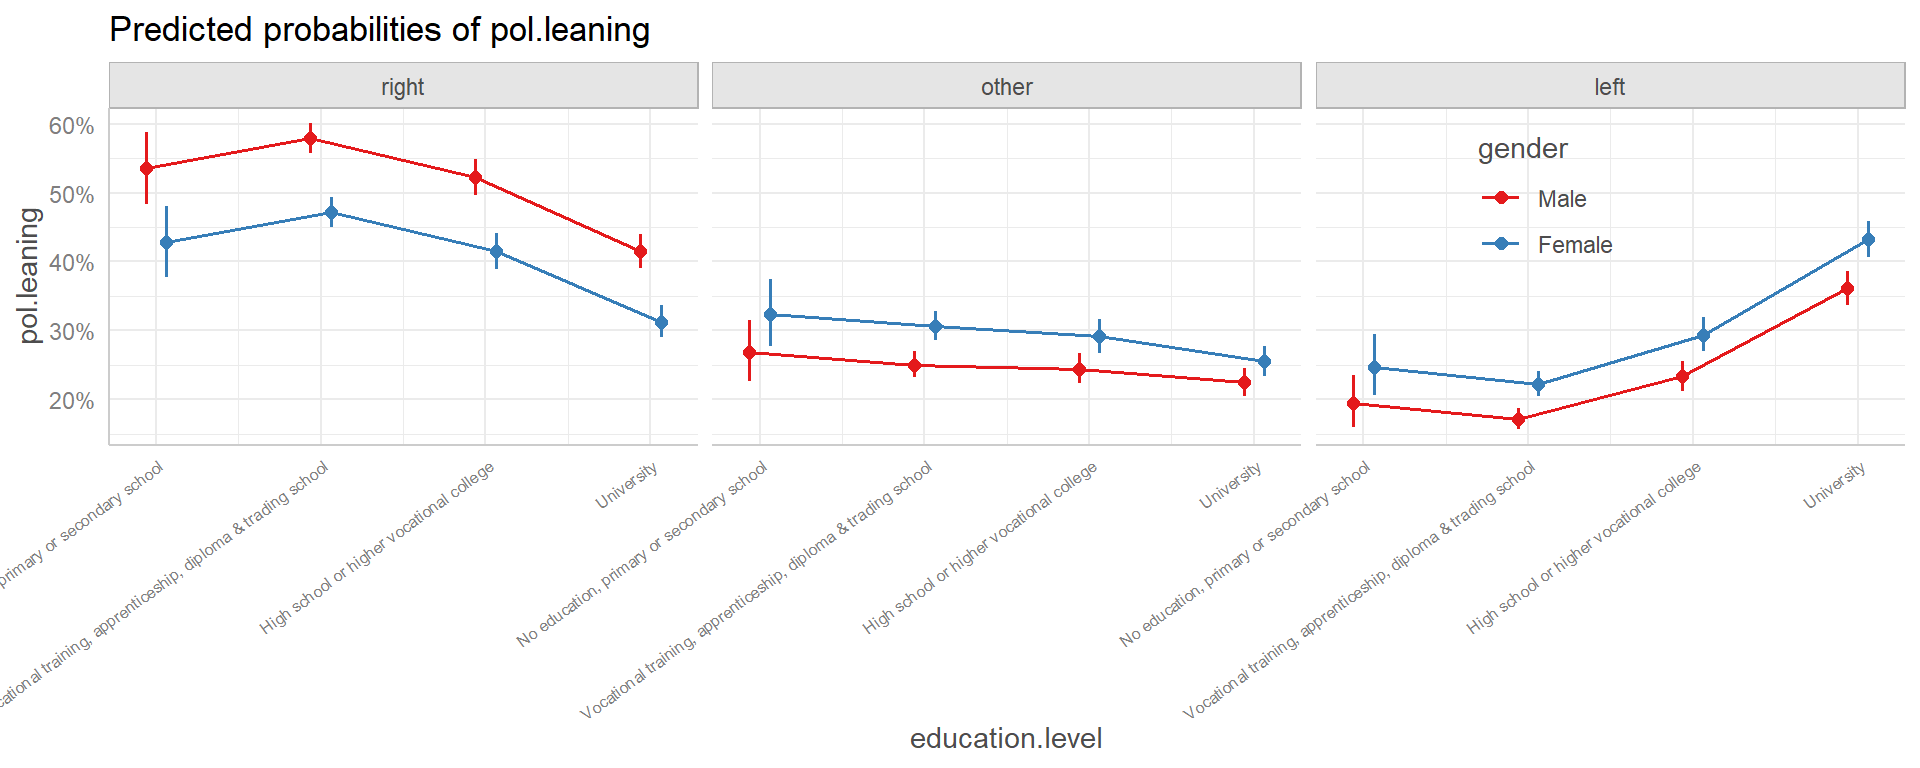 Predicted probabilities of pol.leaning
right
other
left
60%
50%
40%
30%
20%
pol.leaning
gender
Male
Female
primary or secondary school
training, apprenticeship, diploma & trading school
High school or higher vocational college
University
No education, primary or secondary school
Vocational training, apprenticeship, diploma & trading school
High school or higher vocational college
University
No education, primary or secondary school
Vocational training, apprenticeship, diploma & trading school
High school or higher vocational college
University
education.level